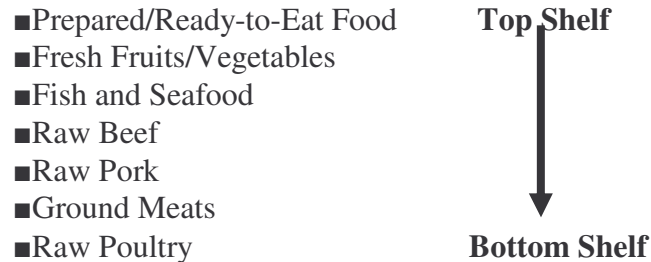 ■Prepared/Ready-to-Eat Food Top Shelf
■Fresh Fruits/Vegetables
■Fish and Seafood
■Raw Beef
■Raw Pork
■Ground Meats
■Raw Poultry Bottom Shelf